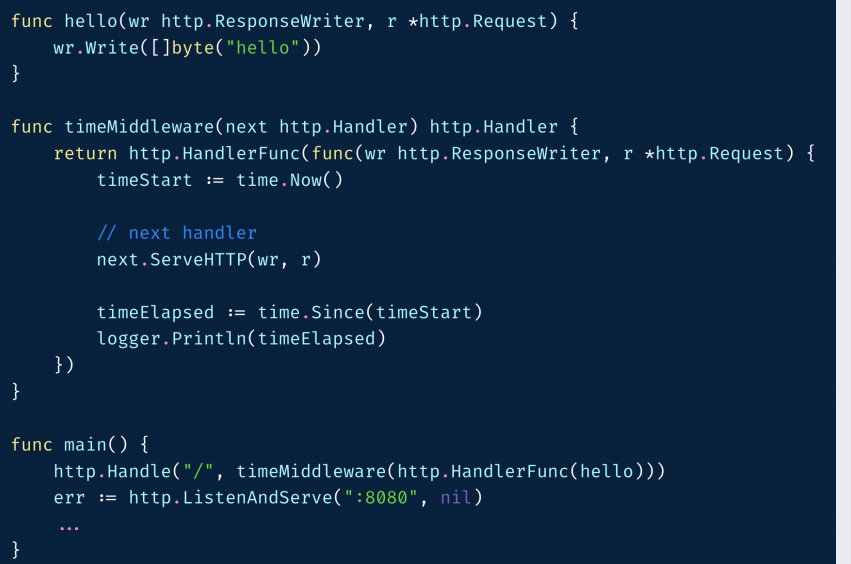 func hello(wr http.ResponseWriter, r *http.Request) {
    wr.Write([]byte("hello"))
}

func timeMiddleware(next http.Handler) http.Handler {
    return http.HandlerFunc(func(wr http.ResponseWriter, r *http.Request) {
        timeStart := time.Now()

        // next handler
        next.ServeHTTP(wr, r)

        timeElapsed := time.Since(timeStart)
        logger.Println(timeElapsed)
    })
}

func main() {
    http.Handle("/", timeMiddleware(http.HandlerFunc(hello)))
    err := http.ListenAndServe(":8080", nil)
    ...
}